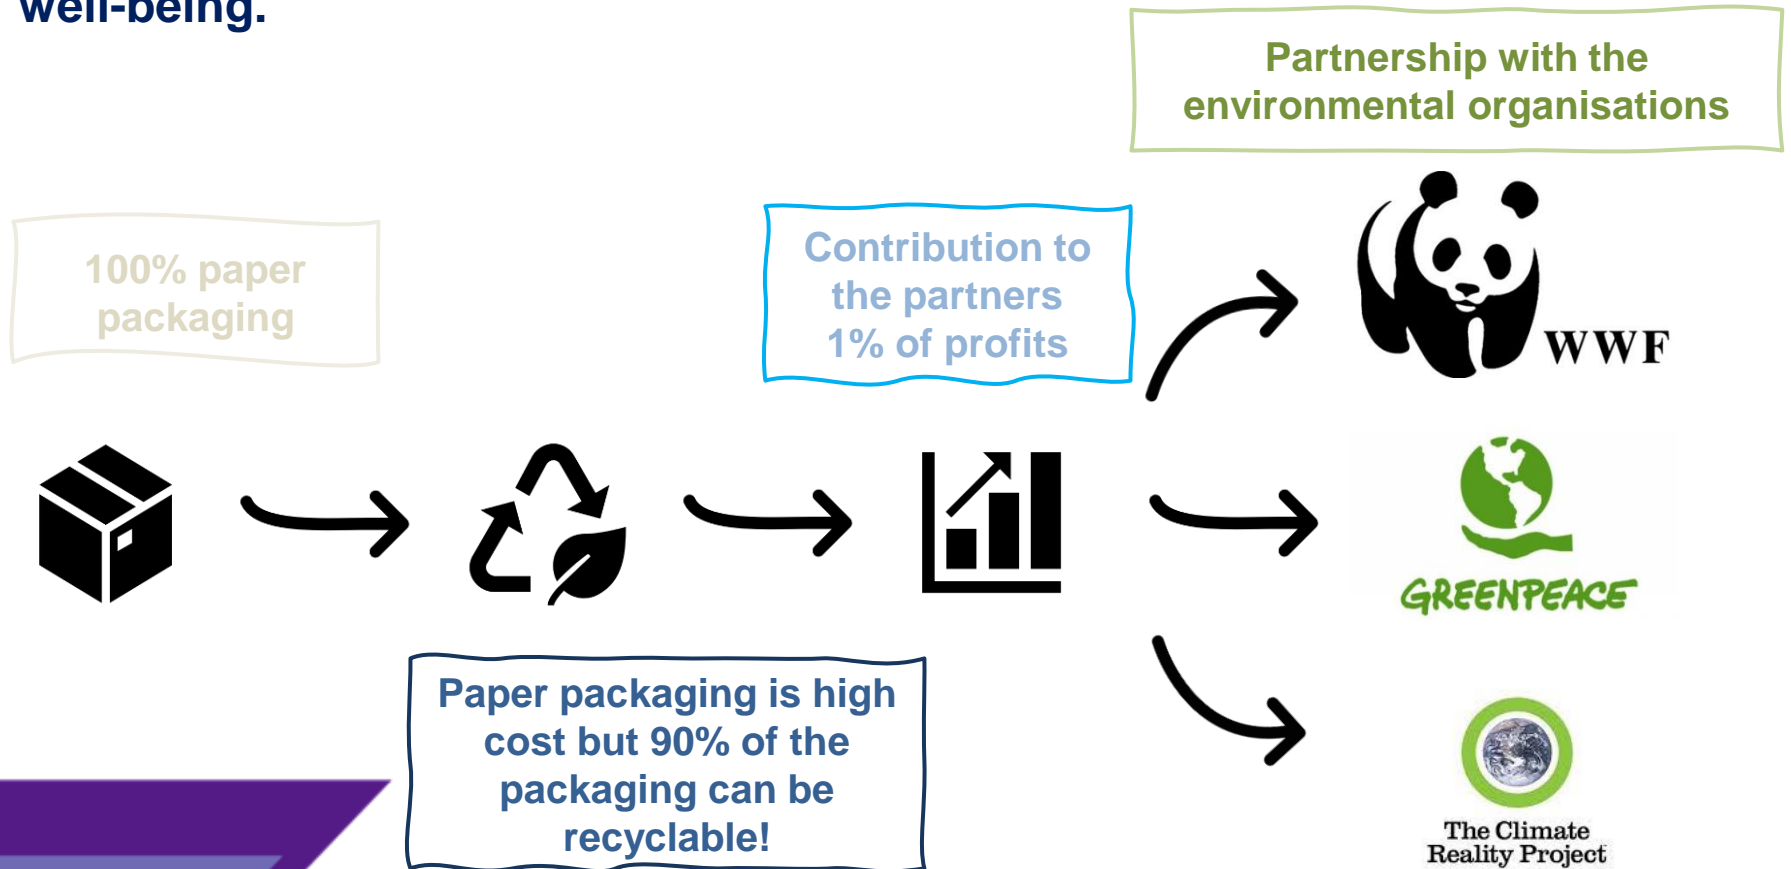 well-being.
Partnership with the
environmental organisations
100% paper
packaging
Contribution to
the partners
1% of profits
WWF
GREENPEACE
Paper packaging is high
cost but 90% of the
packaging can be
recyclable!
The Climate
Reality Project